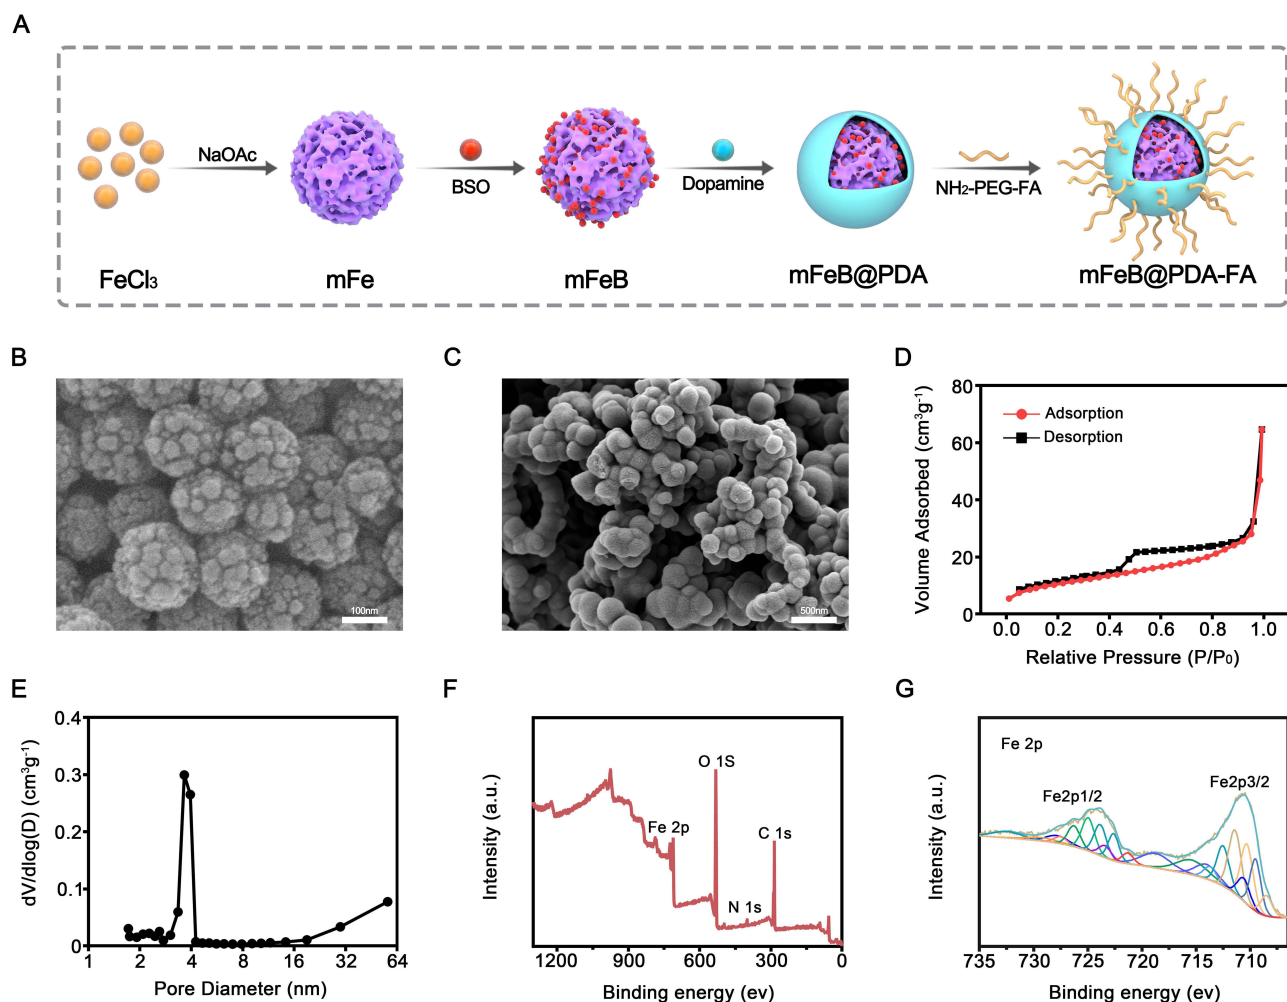 A
NaOAc
BSO
Dopamine
NH2-PEG-FA
FeCl3
mFe
mFeB
mFeB@PDA
mFeB@PDA-FA
B
100nm
C
500nm
D
Volume Adsorbed (cm3g-1)
80
60
40
20
0
Adsorption
Desorption
0.0 0.2 0.4 0.6 0.8 1.0
Relative Pressure (P/P0)
E
dV/dlog(D) (cm3g-1)
0.4
0.3
0.2
0.1
0
1 2 4 8 16 32 64
Pore Diameter (nm)
F
Intensity (a.u.)
O 1S
Fe 2p
C 1s
N 1s
1200 900 600 300 0
Binding energy (ev)
G
Intensity (a.u.)
Fe 2p
Fe2p1/2
Fe2p3/2
735 730 725 720 715 710
Binding energy (ev)